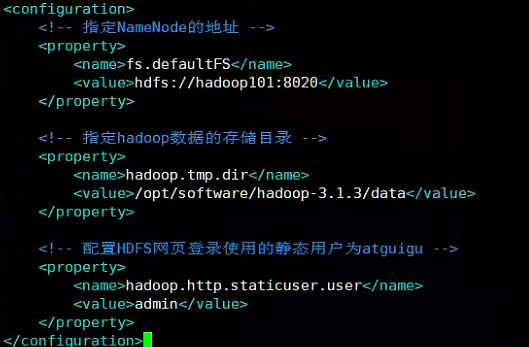 <configuration>
<!-- 指定NameNode的地址 -->
<property>
<name>fs.defaultFS</name>
<value>hdfs://hadoop101:8020</value>
</property>
<!-- 指定hadoop数据的存储目录 -->
<property>
<name>hadoop.tmp.dir</name>
<value>/opt/software/hadoop-3.1.3/data</value>
</property>
<!-- 配置HDFS网页登录使用的静态用户为atguigu -->
<property>
<name>hadoop.http.staticuser.user</name>
<value>admin</value>
</property>
</configuration>